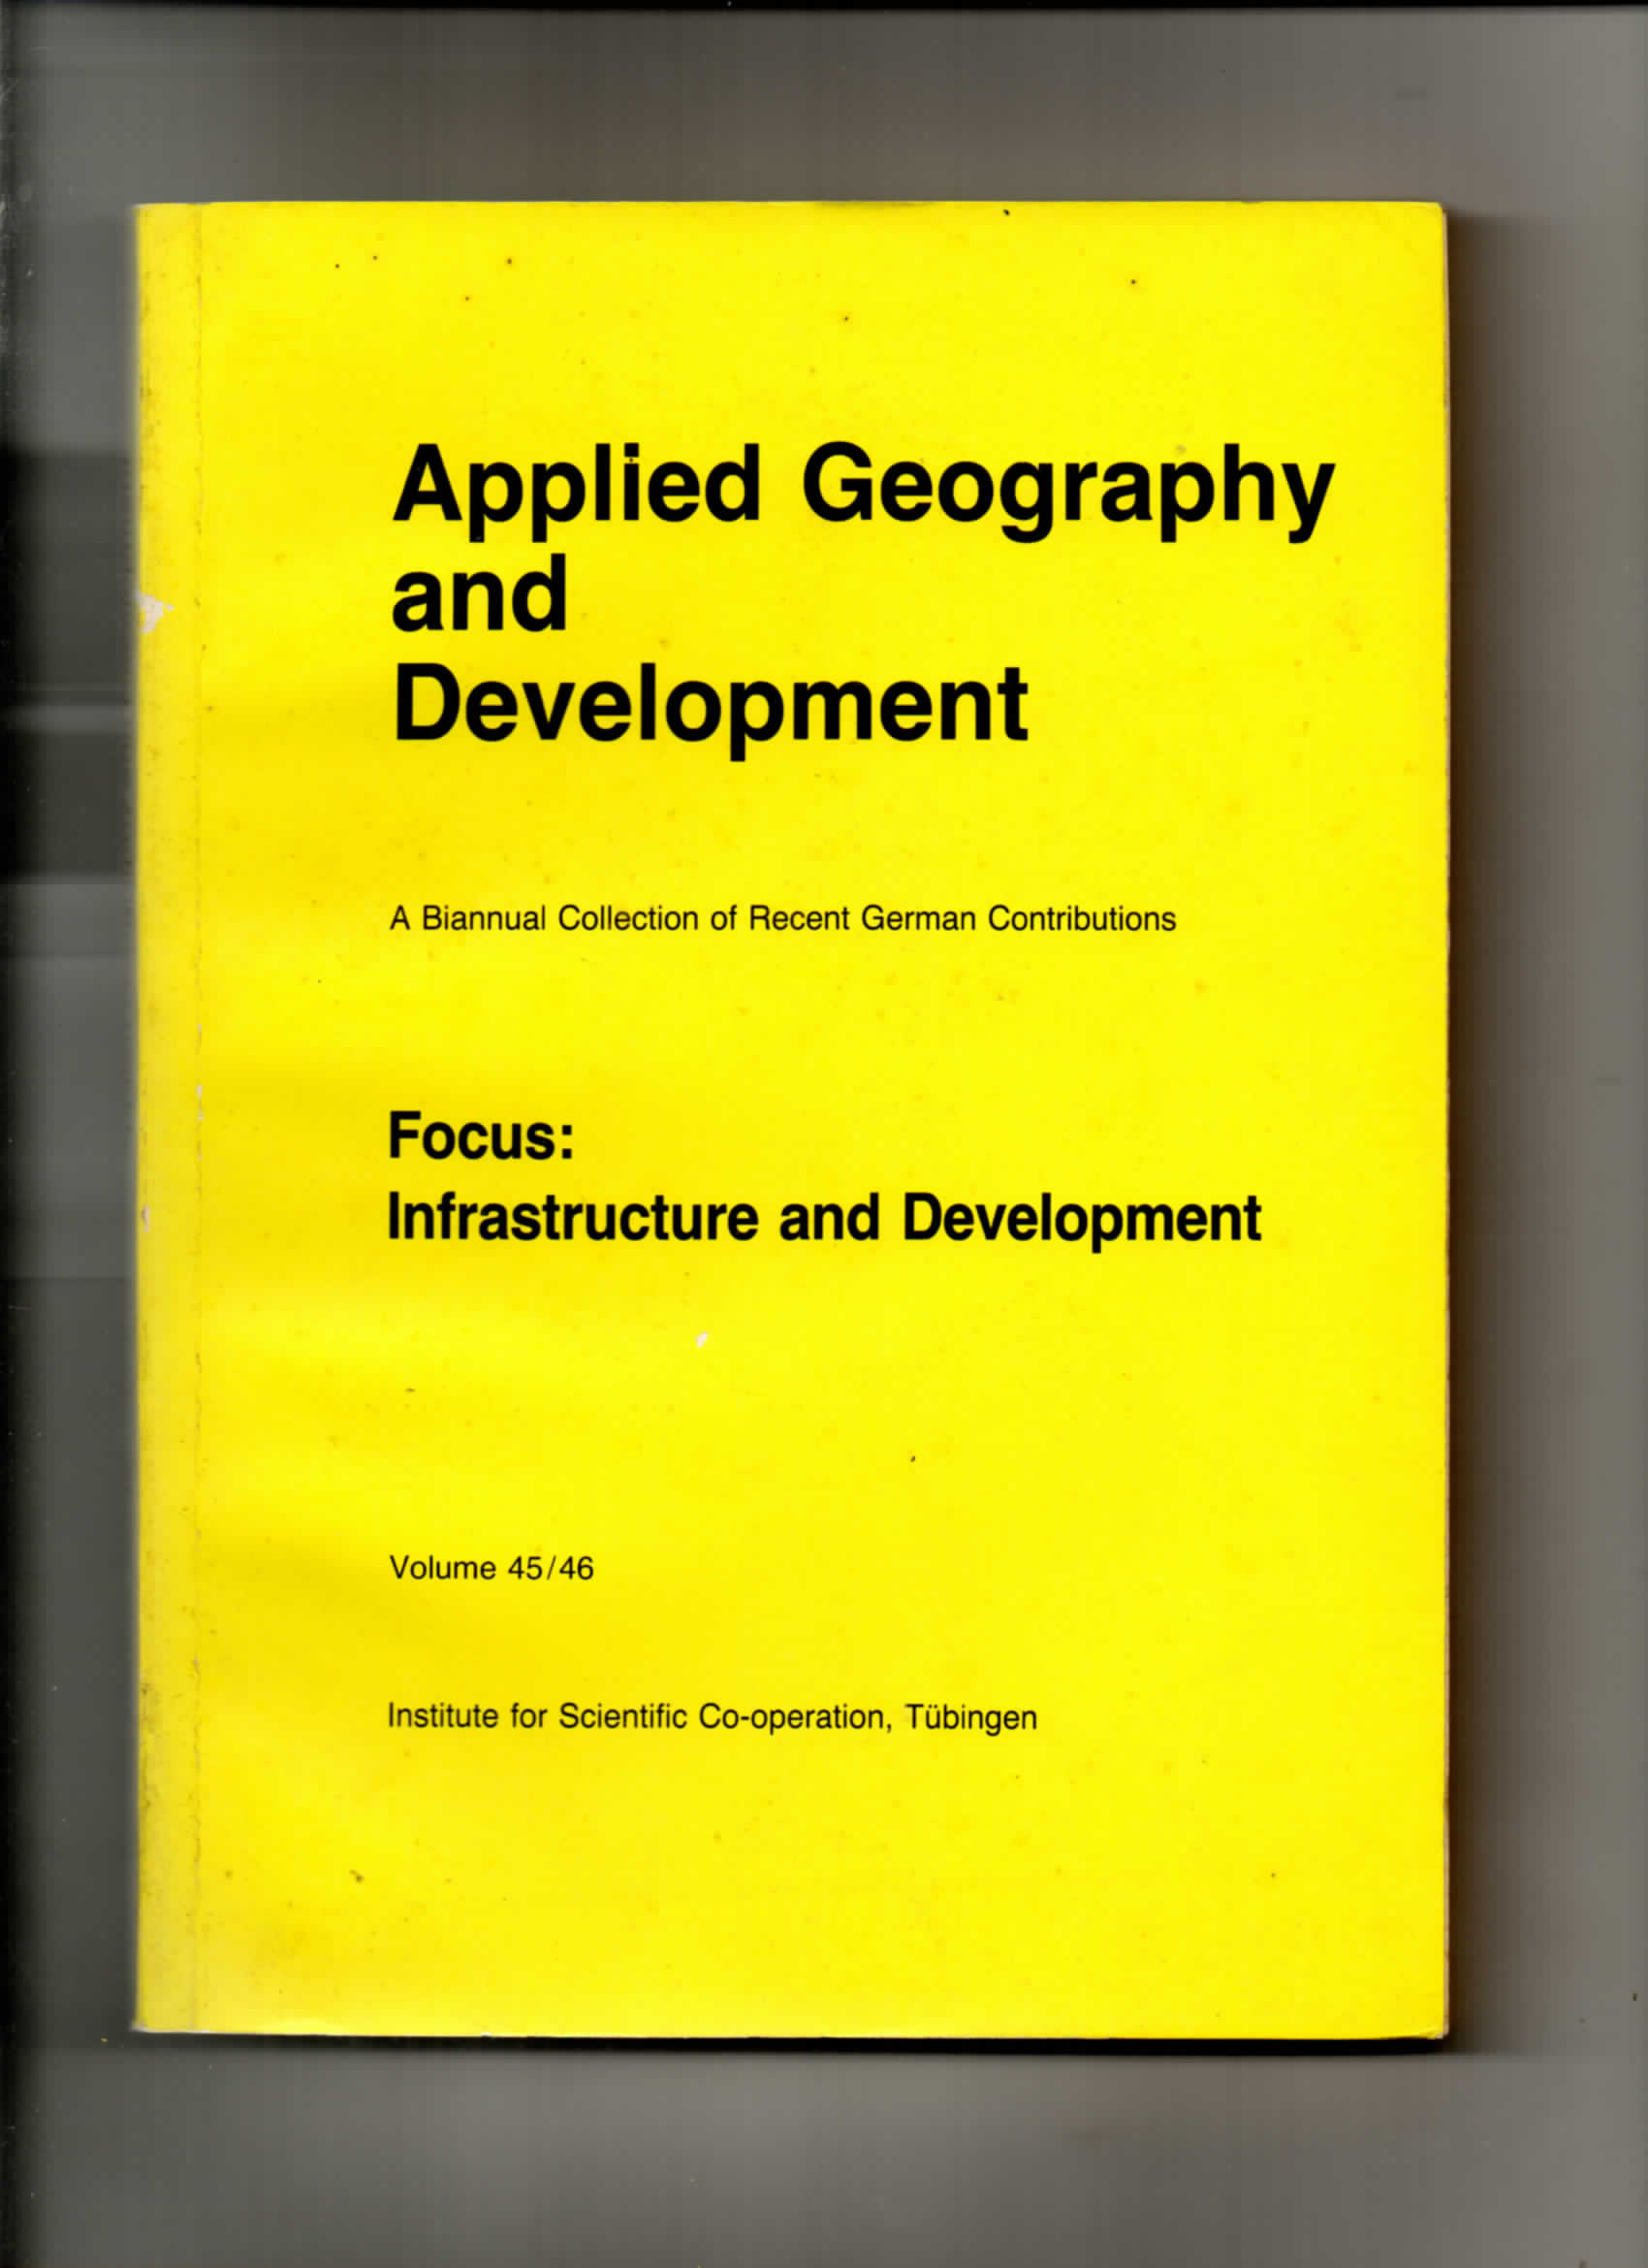 Applied Geography
and
Development
A Biannual Collection of Recent German Contributions
Focus:
Infrastructure and Development
Volume 45/46
Institute for Scientific Co-operation, Tübingen